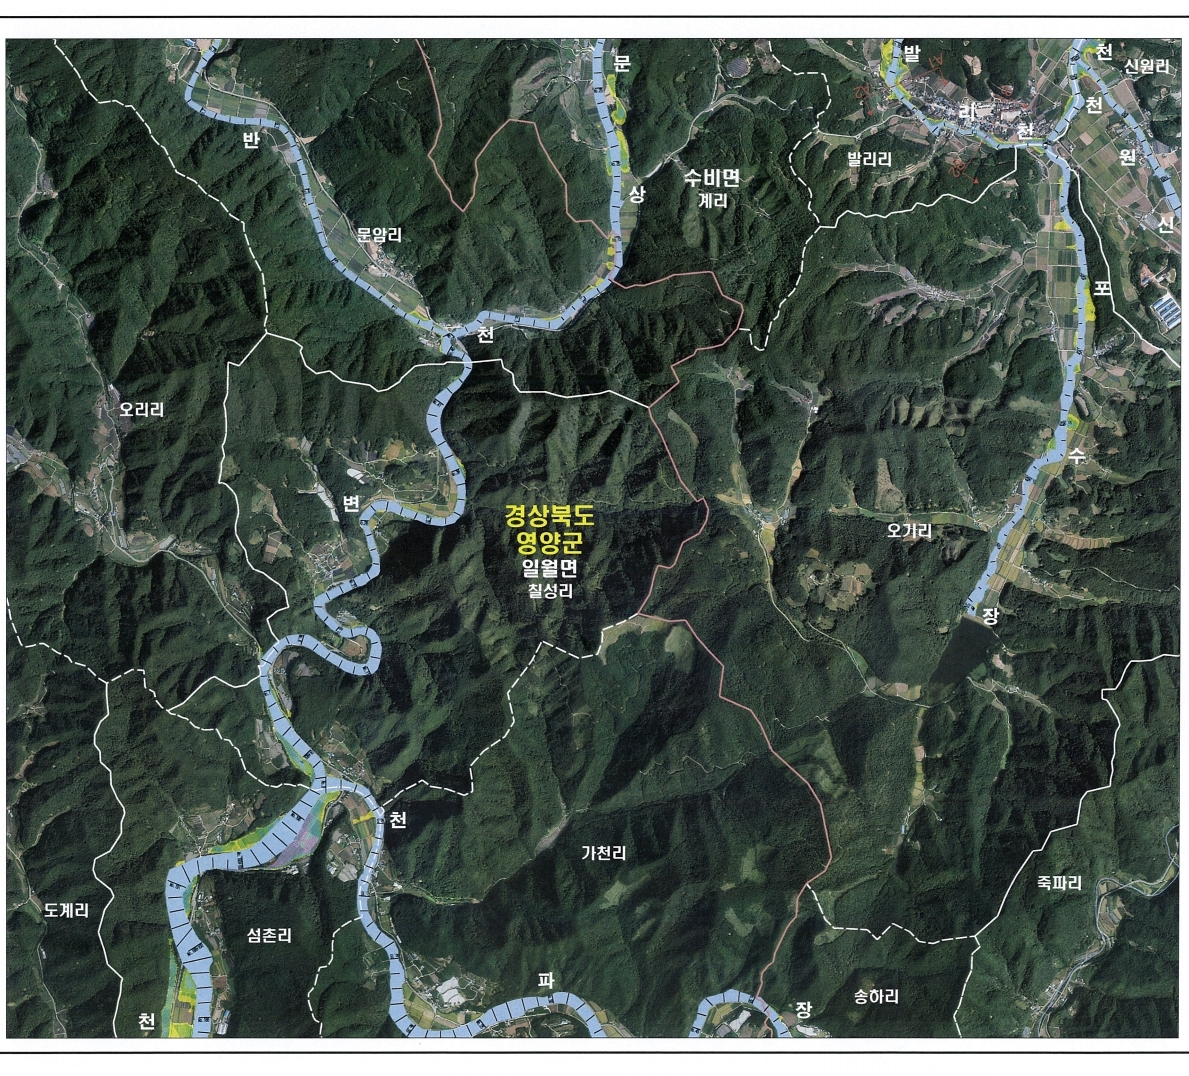 문
발
천
신원리
천
리
천
반
원
발리리
수비면
계리
상
신
문암리
포
천
오리리
수
변
경상북도
영양군
일월면
칠성리
오기리
장
천
가천리
죽파리
도계리
섬촌리
파
송하리
장
천